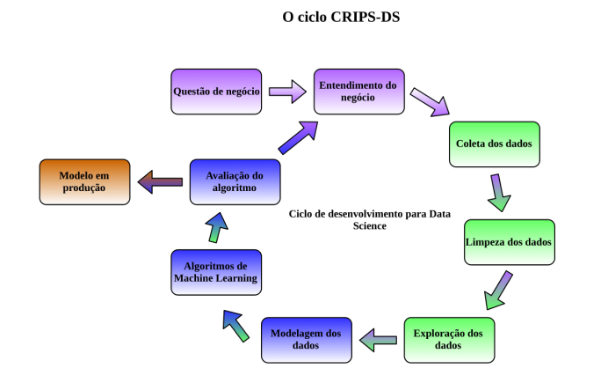 O ciclo CRIPS-DS
Questão de negócio
Entendimento do
negócio
Coleta dos dados
Limpeza dos dados
Exploração dos
dados
Modelagem dos
dados
Algoritmos de
Machine Learning
Avaliação do
algoritmo
Modelo em
produção
Ciclo de desenvolvimento para Data
Science